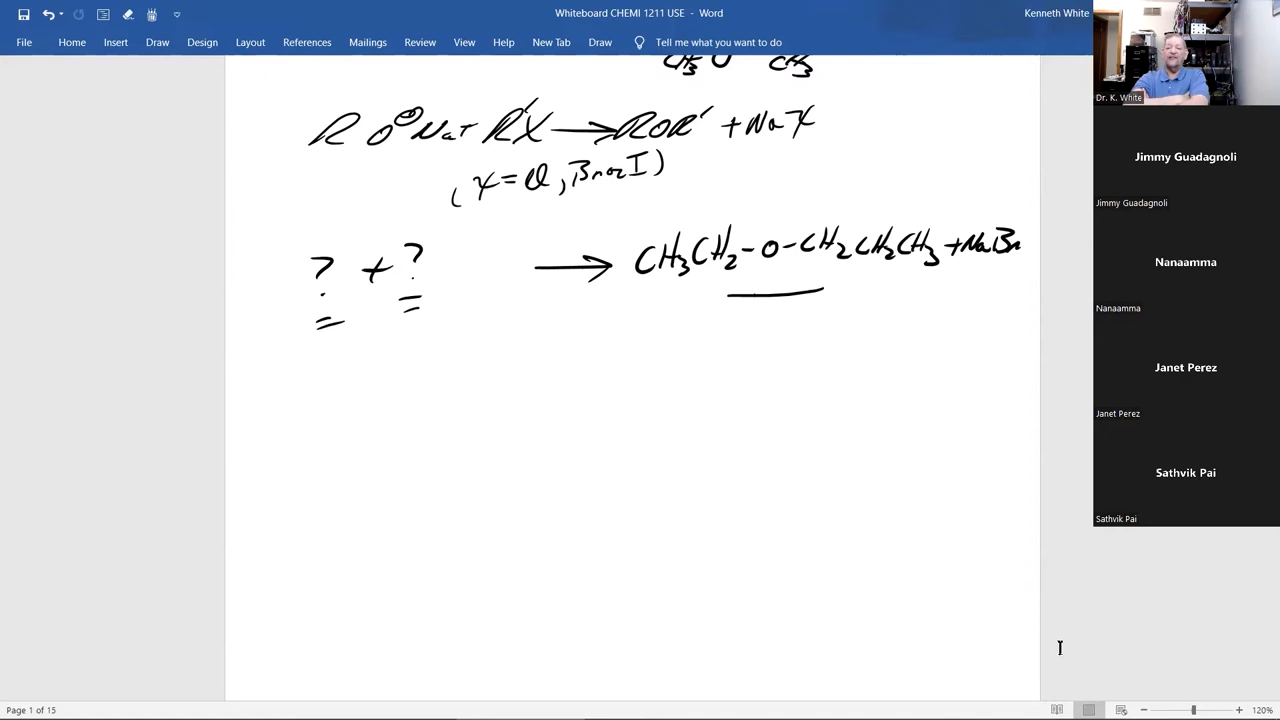 Whiteboard CHEMI 1211 USE - Word
Kenneth White
File Home Insert Draw Design Layout References Mailings Review View Help New Tab Draw Tell me what you want to do
CH3 O CH3
R O⊖Na+ R'X → ROR' + NaX
(X = Cl, Br or I)
? + ? → CH3CH2-O-CH2CH2CH3 + NaBr
Dr. K. White
Jimmy Guadagnoli
Jimmy Guadagnoli
Nanaamma
Nanaamma
Janet Perez
Janet Perez
Sathvik Pai
Sathvik Pai
Page 1 of 15
120%